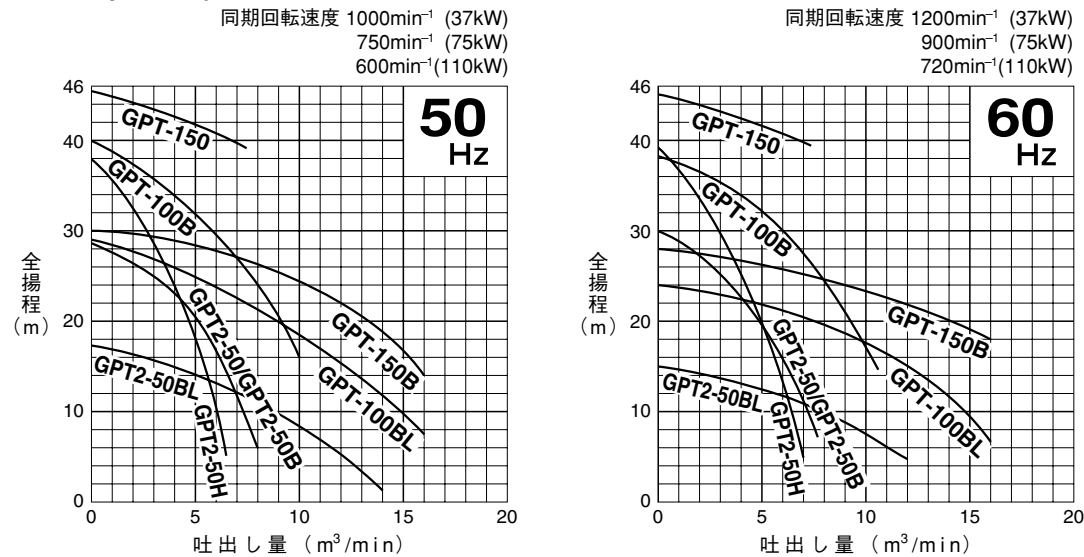 同期回転速度 1000min⁻¹ (37kW)
750min⁻¹ (75kW)
600min⁻¹(110kW)
50
Hz
46
40
30
20
10
0
全揚程
(m)
GPT-150
GPT-100B
GPT-150B
GPT-100BL
GPT2-50/GPT2-50B
GPT2-50BL
GPT2-50H
0 5 10 15 20
吐出し量 (m³/min)
同期回転速度 1200min⁻¹ (37kW)
900min⁻¹ (75kW)
720min⁻¹(110kW)
60
Hz
46
40
30
20
10
0
全揚程
(m)
GPT-150
GPT-100B
GPT-150B
GPT-100BL
GPT2-50/GPT2-50B
GPT2-50BL
GPT2-50H
0 5 10 15 20
吐出し量 (m³/min)